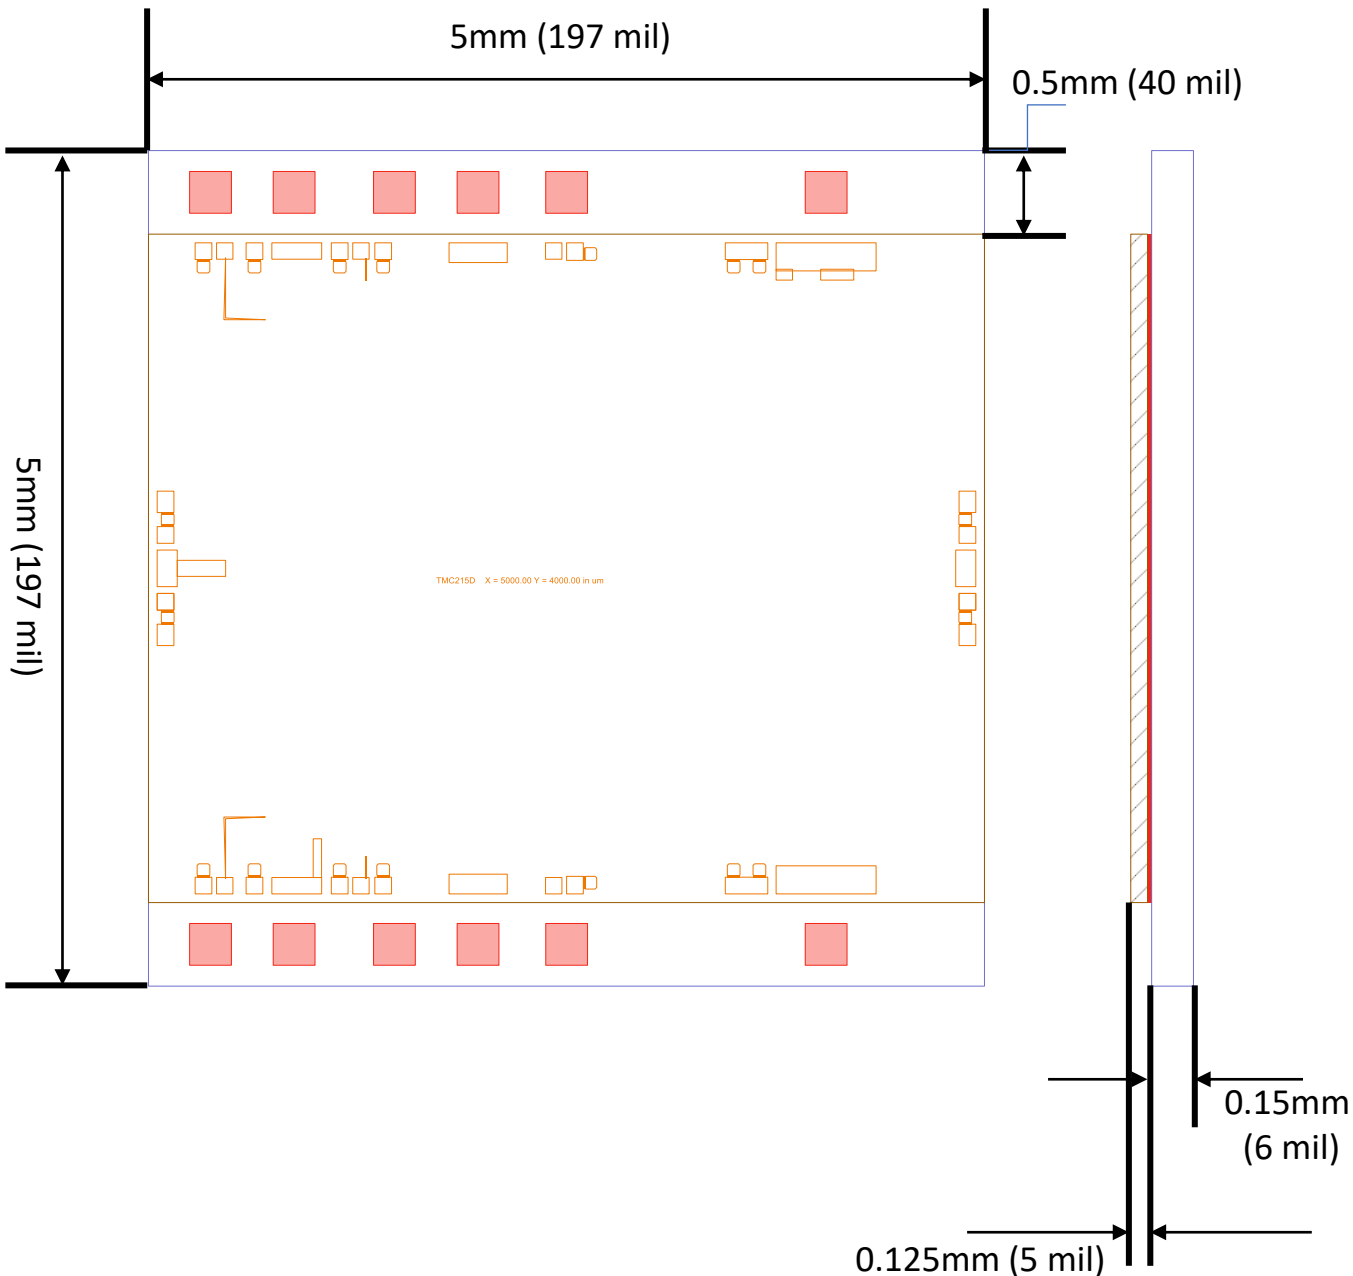 5mm (197 mil)
0.5mm (40 mil)
5mm (197 mil)
TMC215D X = 5000.00 Y = 4000.00 in um
0.15mm
(6 mil)
0.125mm (5 mil)